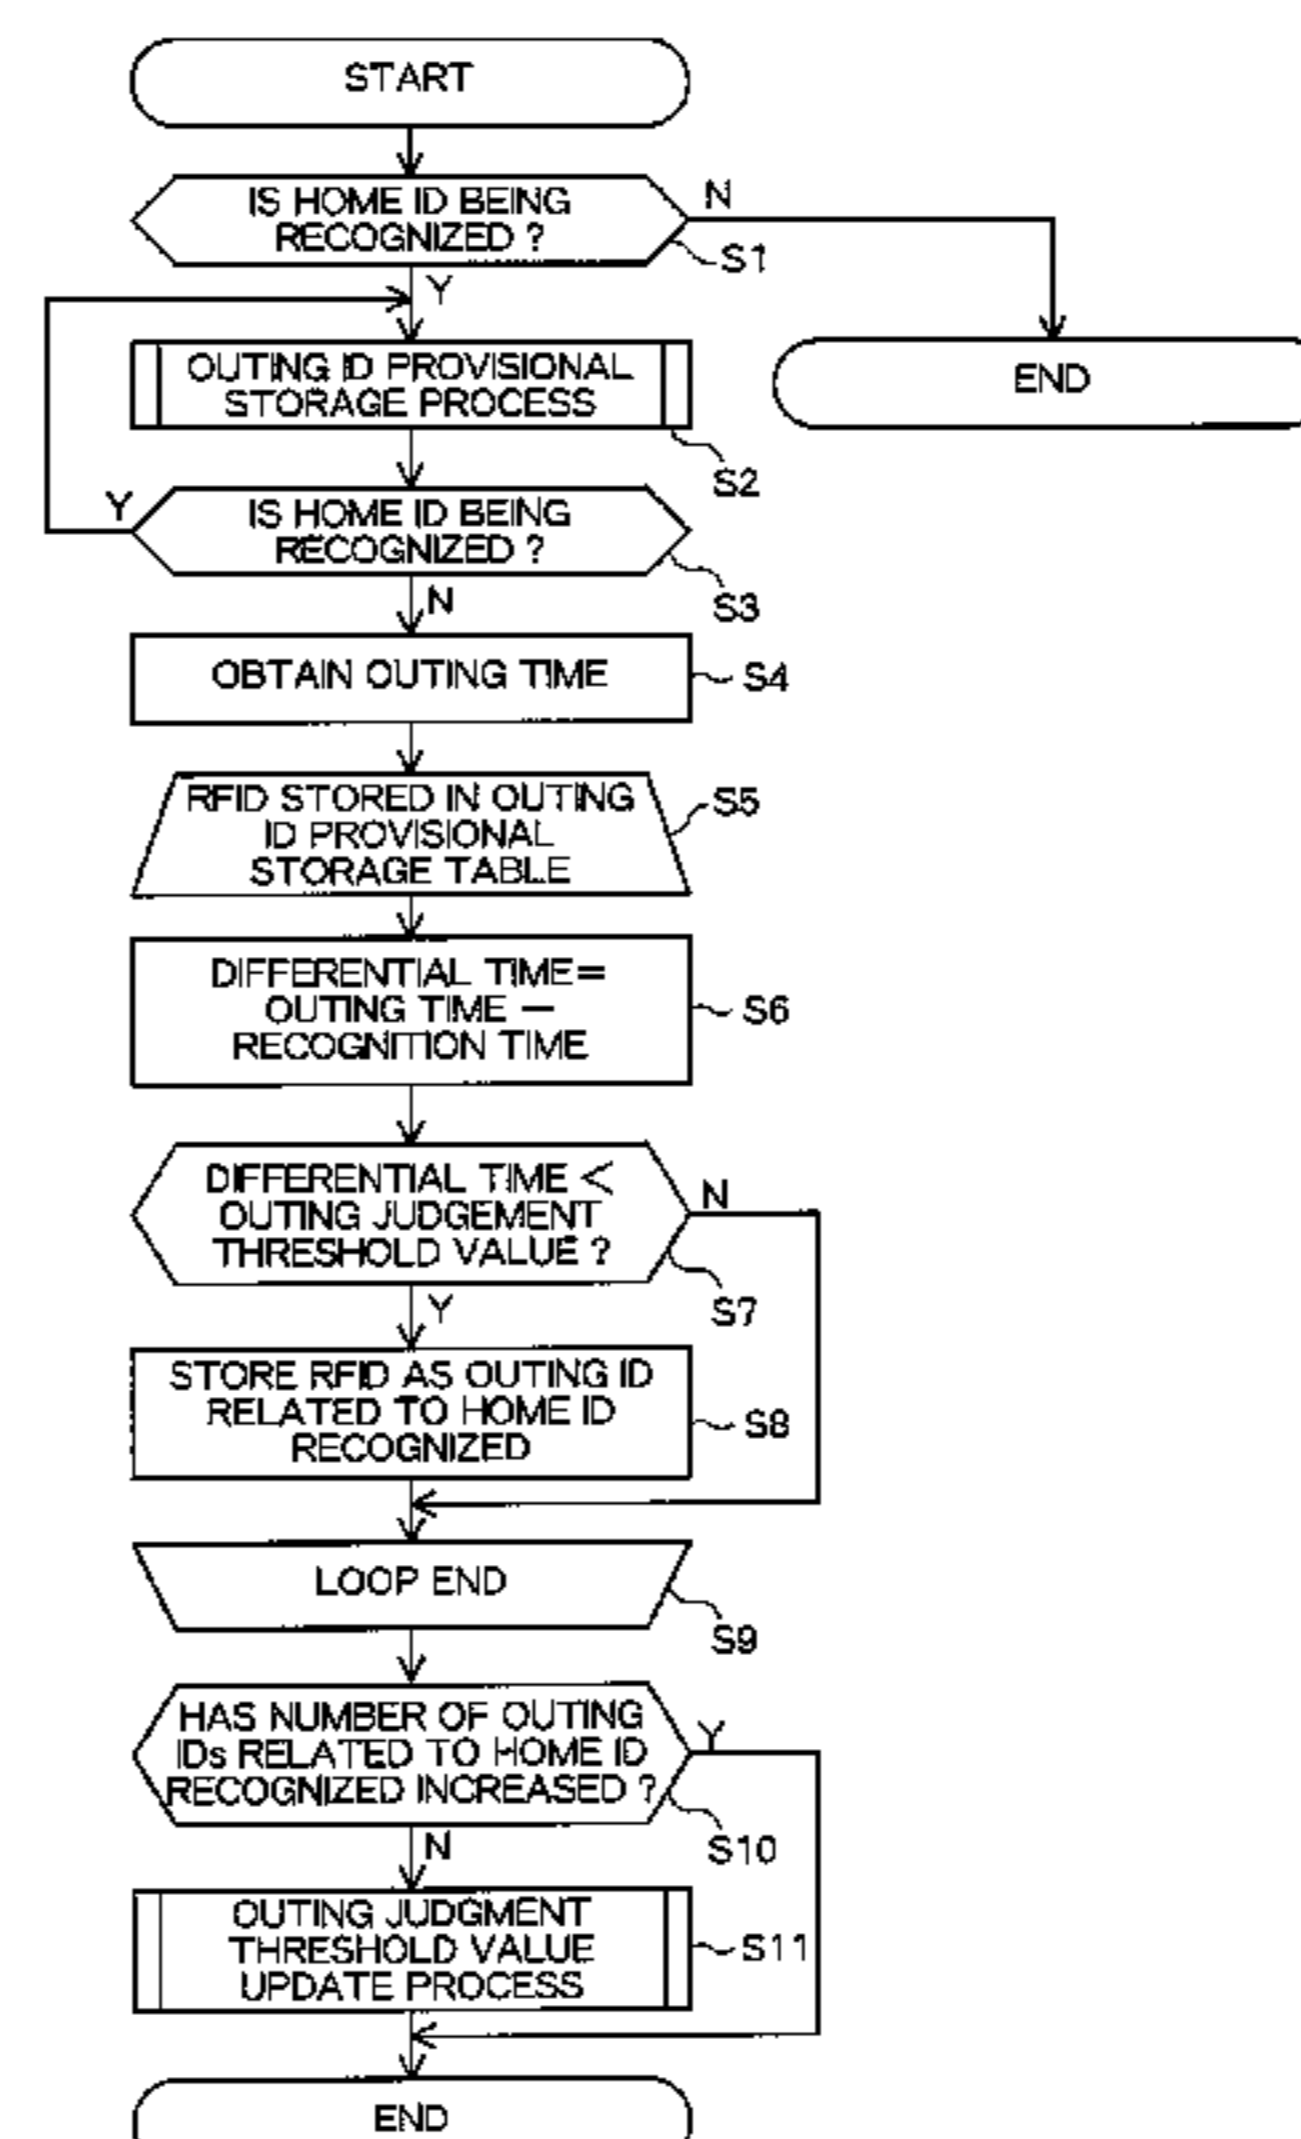 START
IS HOME ID BEING
RECOGNIZED ?
N
S1
Y
OUTING ID PROVISIONAL
STORAGE PROCESS
END
S2
Y
IS HOME ID BEING
RECOGNIZED ?
S3
N
OBTAIN OUTING TIME
S4
RFID STORED IN OUTING
ID PROVISIONAL
STORAGE TABLE
S5
DIFFERENTIAL TIME=
OUTING TIME −
RECOGNITION TIME
S6
DIFFERENTIAL TIME <
OUTING JUDGEMENT
THRESHOLD VALUE ?
N
S7
Y
STORE RFID AS OUTING ID
RELATED TO HOME ID
RECOGNIZED
S8
LOOP END
S9
HAS NUMBER OF OUTING
IDs RELATED TO HOME ID
RECOGNIZED INCREASED ?
Y
S10
N
OUTING JUDGMENT
THRESHOLD VALUE
UPDATE PROCESS
S11
END